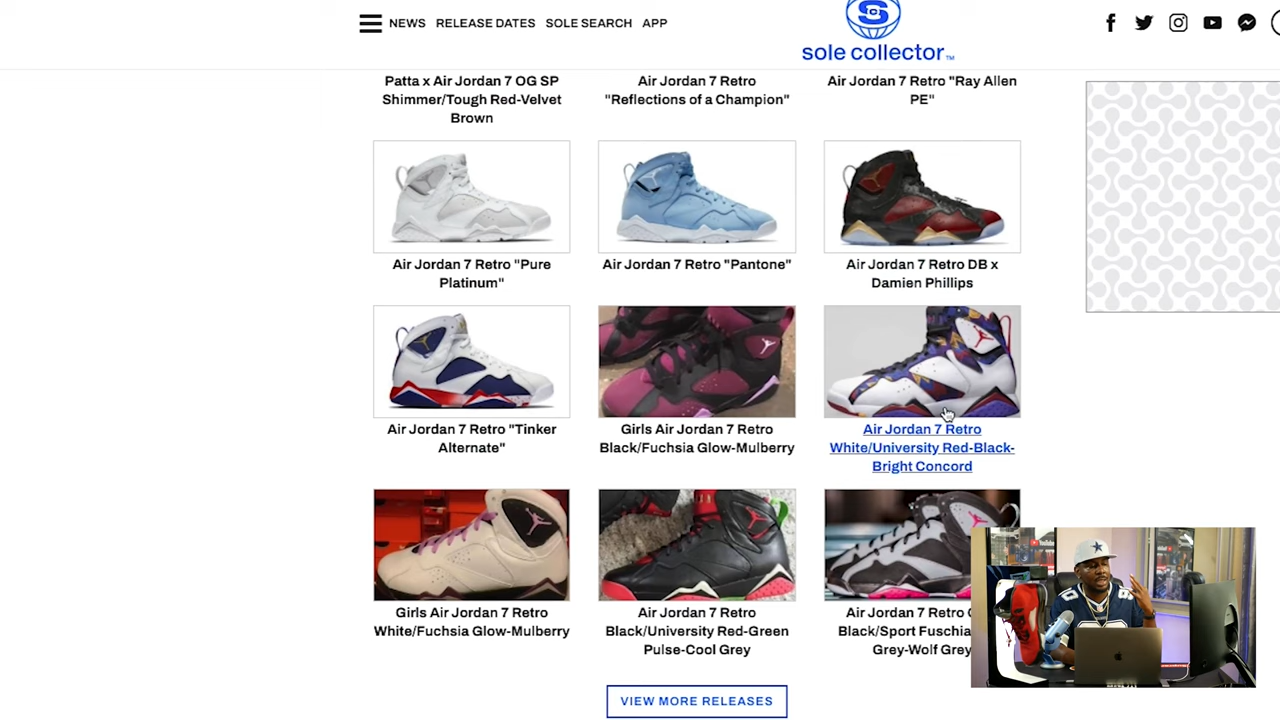 NEWS RELEASE DATES SOLE SEARCH APP
S
sole collector™
Patta x Air Jordan 7 OG SP
Shimmer/Tough Red-Velvet
Brown
Air Jordan 7 Retro
"Reflections of a Champion"
Air Jordan 7 Retro "Ray Allen
PE"
Air Jordan 7 Retro "Pure
Platinum"
Air Jordan 7 Retro "Pantone"
Air Jordan 7 Retro DB x
Damien Phillips
Air Jordan 7 Retro "Tinker
Alternate"
Girls Air Jordan 7 Retro
Black/Fuchsia Glow-Mulberry
Air Jordan 7 Retro
White/University Red-Black-
Bright Concord
Girls Air Jordan 7 Retro
White/Fuchsia Glow-Mulberry
Air Jordan 7 Retro
Black/University Red-Green
Pulse-Cool Grey
Air Jordan 7 Retro
Black/Sport Fuschia
Grey-Wolf Grey
VIEW MORE RELEASES